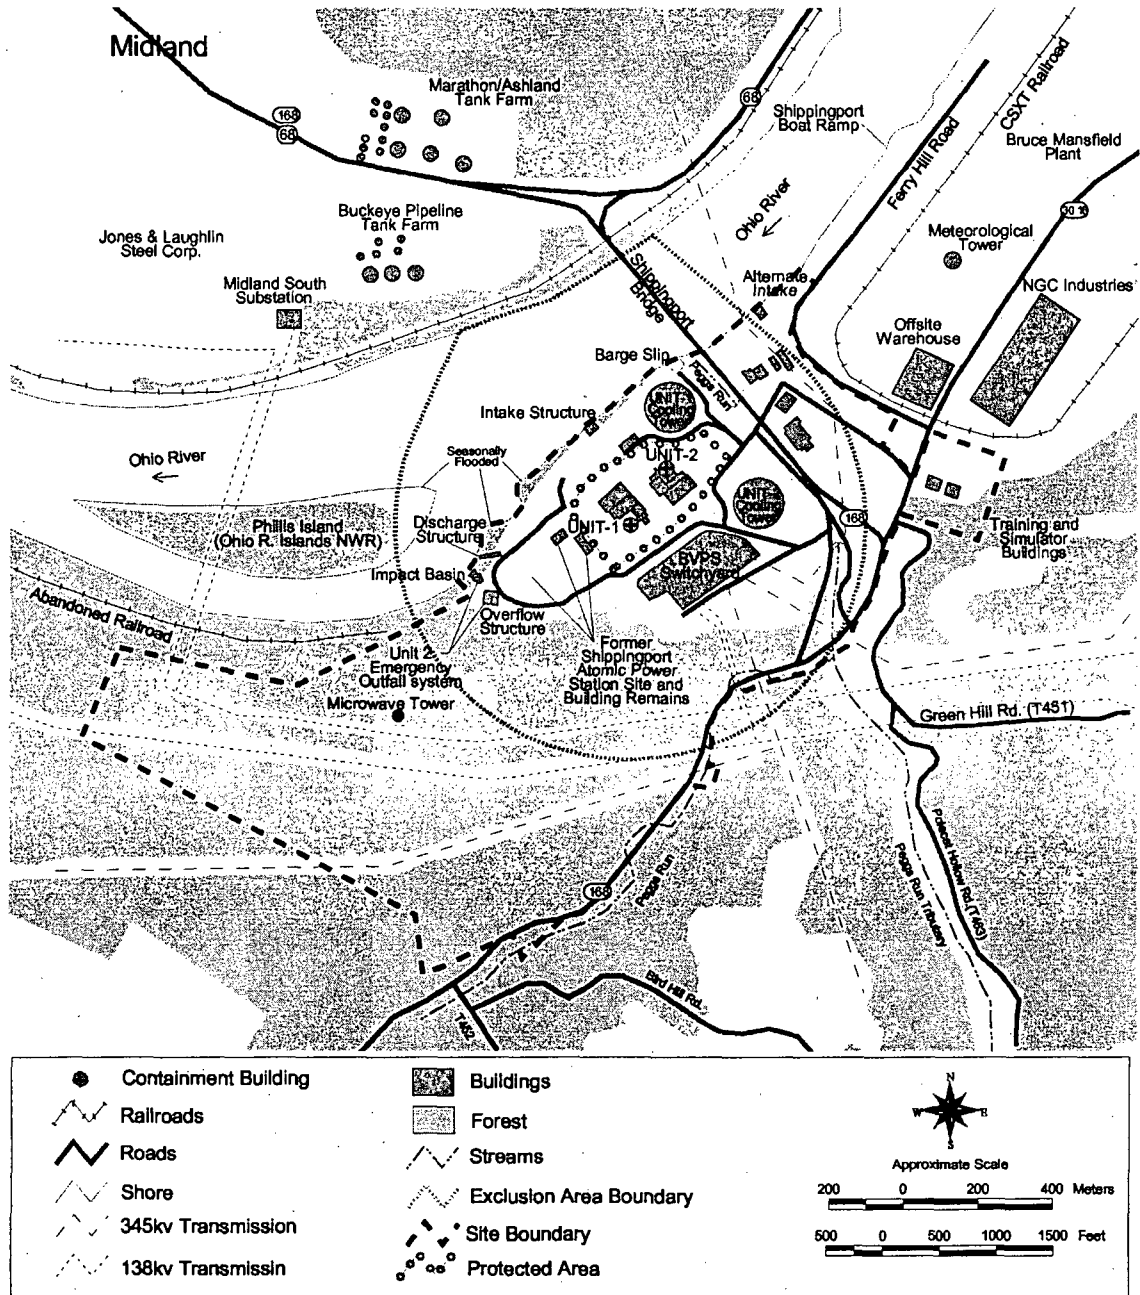 Midland
Marathon/Ashland
Tank Farm
168
68
68
Shippingport
Boat Ramp
Ferry Hill Road
CSXT Railroad
Bruce Mansfield
Plant
Ohio River
Meteorological
Tower
Buckeye Pipeline
Tank Farm
Jones & Laughlin
Steel Corp.
Midland South
Substation
Shippingport
Bridge
Alternate
Intake
NGC Industries
Offsite
Warehouse
Barge Slip
Peggs Run
Intake Structure
Cooling
Tower
UNIT-2
Seasonally
Flooded
Ohio River
Cooling
Tower
Phillis Island
(Ohio R. Islands NWR)
Discharge
Structure
UNIT-1
168
Training and
Simulator
Buildings
BVPS
Switchyard
Impact Basin
Abandoned Railroad
Overflow
Structure
Unit 2
Emergency
Outfall system
Former
Shippingport
Atomic Power
Station Site and
Building Remains
Microwave Tower
Green Hill Rd. (T451)
Peggs Run
168
Peggs Run Tributary
Bird Hill Rd.
T452
Containment Building
Railroads
Roads
Shore
345kv Transmission
138kv Transmissin
Buildings
Forest
Streams
Exclusion Area Boundary
Site Boundary
Protected Area
N
W
E
S
Approximate Scale
200 0 200 400 Meters
500 0 500 1000 1500 Feet